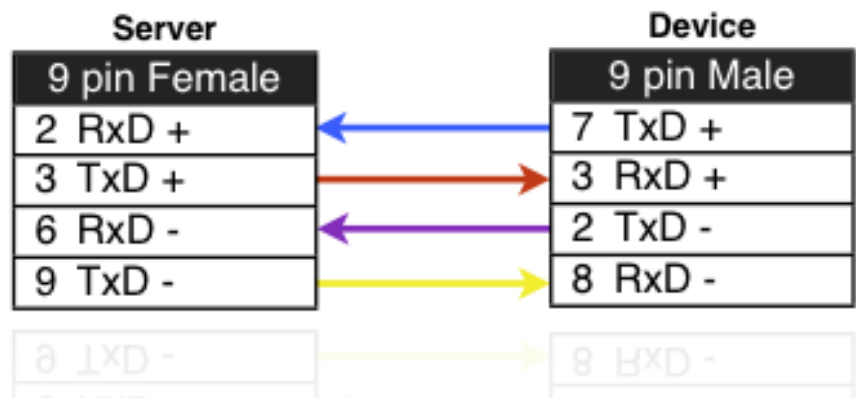 Server Device
9 pin Female 9 pin Male
2 RxD + 7 TxD +
3 TxD + 3 RxD +
6 RxD - 2 TxD -
9 TxD - 8 RxD -